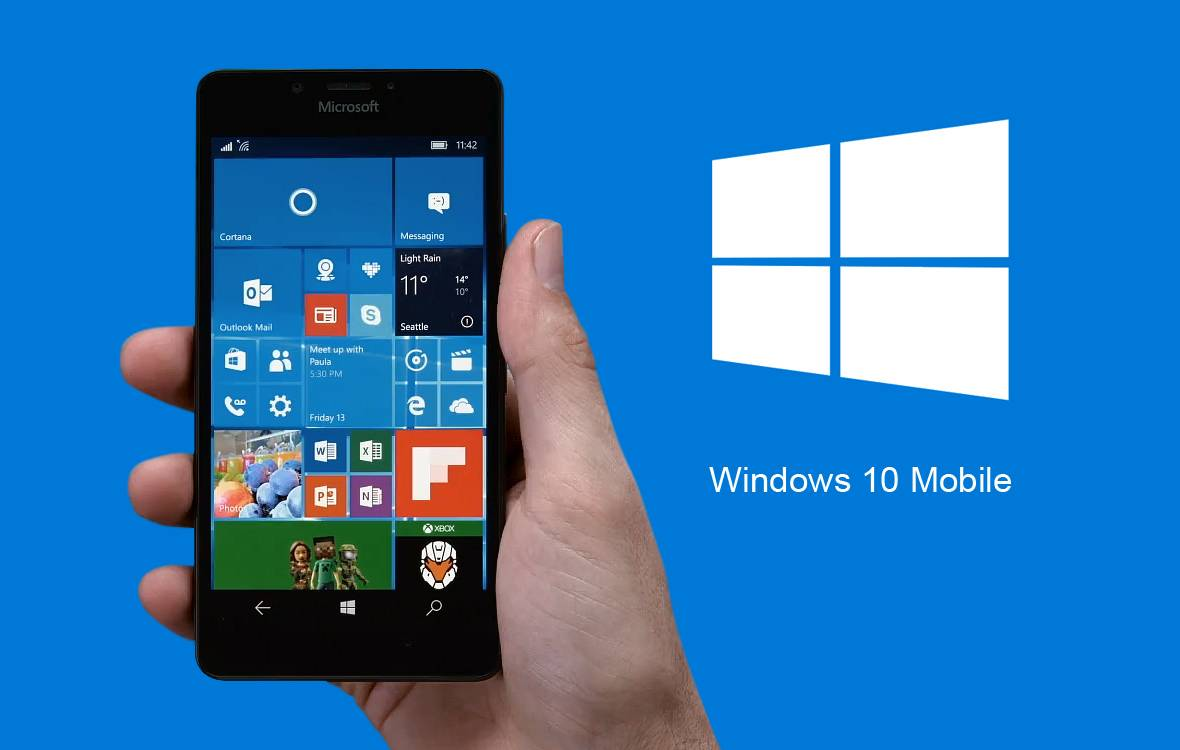 Microsoft
11:42
Cortana
Messaging
Outlook Mail
Light Rain
11°
14°
10°
Seattle
Meet up with
Paula
5:30 PM
Friday 13
Photos
W
X
P
N
XBOX
Windows 10 Mobile